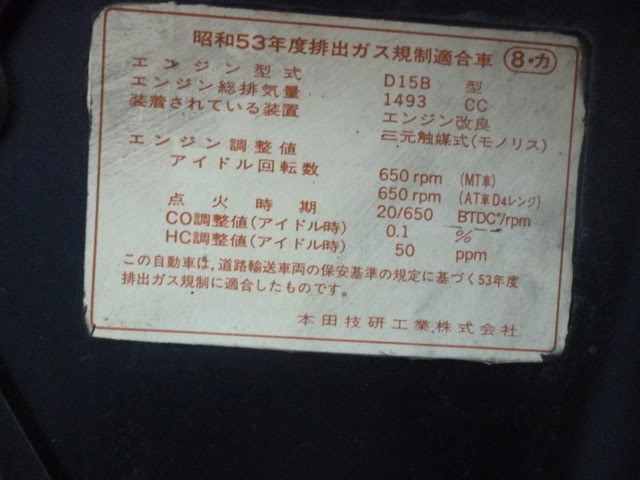 昭和53年度排出ガス規制適合車 8・カ
エンジン型式 D15B 型
エンジン総排気量 1493 CC
装着されている装置 エンジン改良
三元触媒式(モノリス)
エンジン調整値
アイドル回転数 650 rpm (MT車)
650 rpm (AT車D4レンジ)
点火時期 20/650 BTDC°/rpm
CO調整値(アイドル時) 0.1 %
HC調整値(アイドル時) 50 ppm
この自動車は、道路輸送車両の保安基準の規定に基づく53年度
排出ガス規制に適合したものです。
本田技研工業株式会社